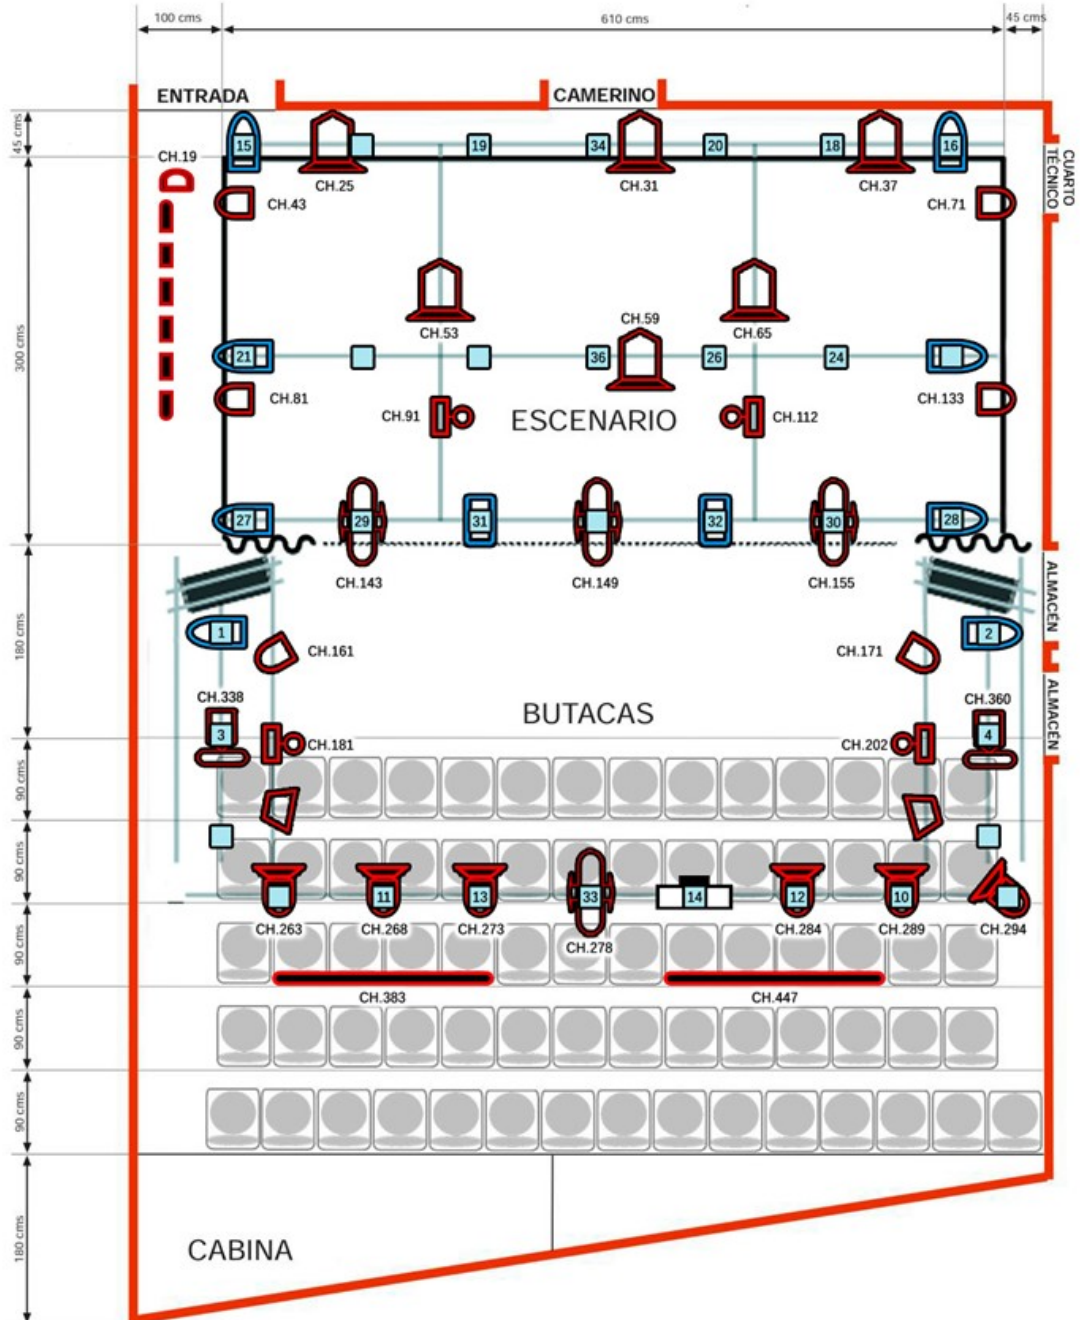 100 cms
610 cms
45 cms
ENTRADA
CAMERINO
45 cms
15
19
34
20
18
16
CH.19
CUARTO
TÉCNICO
CH.25
CH.31
CH.37
CH.43
CH.71
300 cms
CH.53
CH.59
CH.65
21
36
26
24
CH.81
CH.91
ESCENARIO
CH.112
CH.133
27
29
31
32
30
28
CH.143
CH.149
CH.155
ALMACÉN
180 cms
1
CH.161
CH.171
2
CH.338
CH.360
ALMACÉN
BUTACAS
3
CH.181
CH.202
4
90 cms
90 cms
11
13
33
14
12
10
CH.263
CH.268
CH.273
CH.278
CH.284
CH.289
CH.294
90 cms
CH.383
CH.447
90 cms
90 cms
180 cms
CABINA